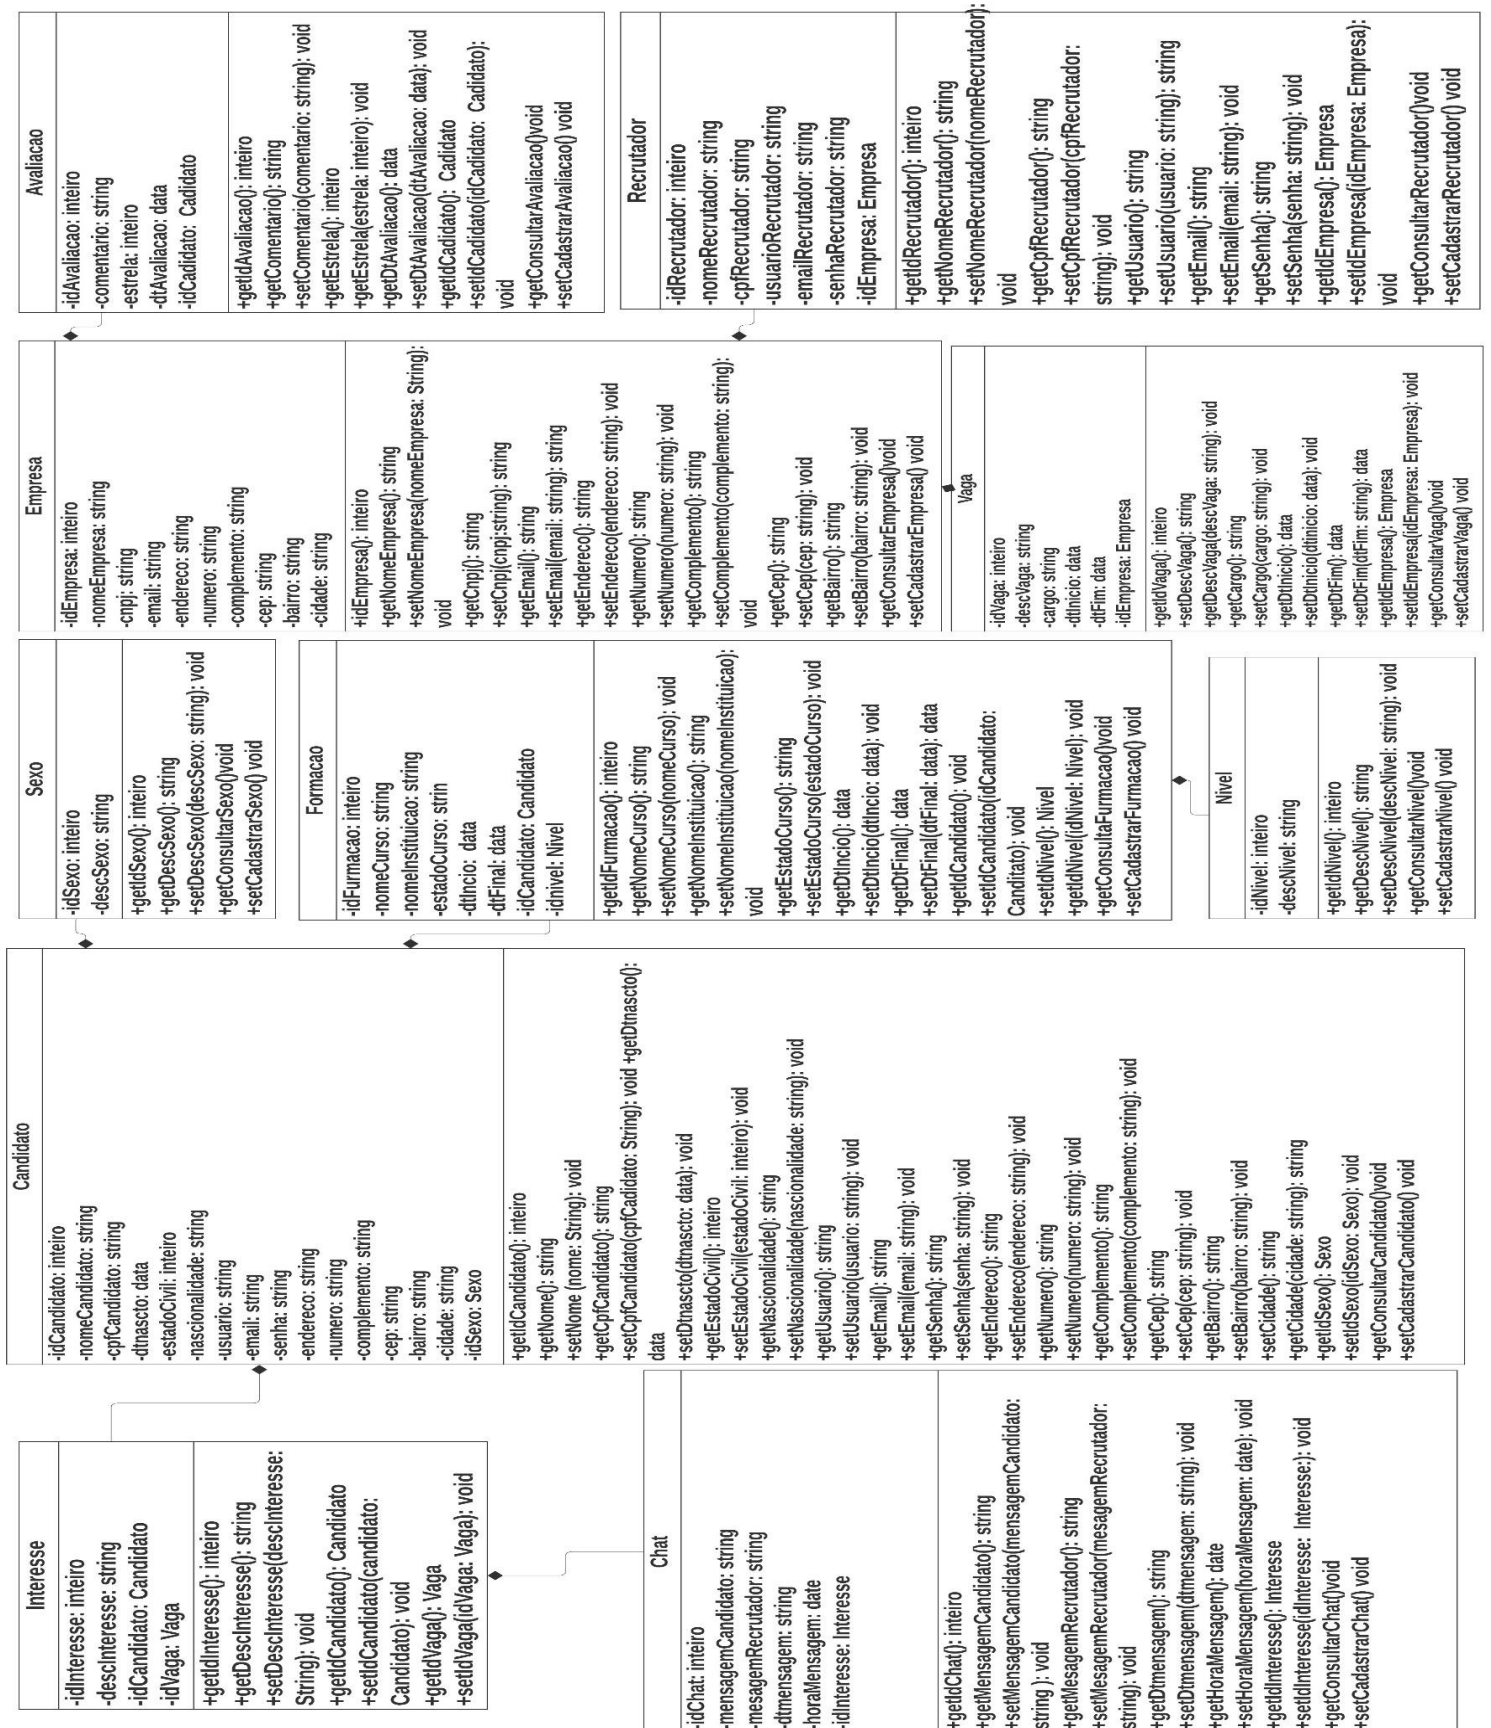 Interesse
-idInteresse: inteiro
-descInteresse: string
-idCandidato: Candidato
-idVaga: Vaga
+getIdInteresse(): inteiro
+getDescInteresse(): string
+setDescInteresse(descInteresse:
String): void
+getIdCandidato(): Candidato
+setIdCandidato(candidato:
Candidato): void
+getIdVaga(): Vaga
+setIdVaga(idVaga: Vaga): void
Chat
-idChat: inteiro
-mensagemCandidato: string
-mesagemRecrutador: string
-dtmensagem: string
-horaMensagem: date
-idInteresse: Interesse
+getIdChat(): inteiro
+getMensagemCandidato(): string
+setMensagemCandidato(mensagemCandidato:
string ): void
+getMesagemRecrutador(): string
+setMesagemRecrutador(mesagemRecrutador:
string): void
+getDtmensagem(): string
+setDtmensagem(dtmensagem: string): void
+getHoraMensagem(): date
+setHoraMensagem(horaMensagem: date): void
+getIdInteresse(): Interesse
+setIdInteresse(idInteresse: Interesse:): void
+getConsultarChat()void
+setCadastrarChat() void
Candidato
-idCandidato: inteiro
-nomeCandidato: string
-cpfCandidato: string
-dtnascto: data
-estadoCivil: inteiro
-nascionalidade: string
-usuario: string
-email: string
-senha: string
-endereco: string
-numero: string
-complemento: string
-cep: string
-bairro: string
-cidade: string
-idSexo: Sexo
+getIdCandidato(): inteiro
+getNome(): string
+setNome (nome: String): void
+getCpfCandidato(): string
+setCpfCandidato(cpfCadidato: String): void +getDtnascto():
data
+setDtnascto(dtnascto: data): void
+getEstadoCivil(): inteiro
+setEstadoCivil(estadoCivil: inteiro): void
+getNascionalidade(): string
+setNascionalidade(nascionalidade: string): void
+getUsuario(): string
+setUsuario(usuario: string): void
+getEmail(): string
+setEmail(email: string): void
+getSenha(): string
+setSenha(senha: string): void
+getEndereco(): string
+setEndereco(endereco: string): void
+getNumero(): string
+setNumero(numero: string): void
+getComplemento(): string
+setComplemento(complemento: string): void
+getCep(): string
+setCep(cep: string): void
+getBairro(): string
+setBairro(bairro: string): void
+setCidade(): string
+getCidade(cidade: string): string
+getIdSexo(): Sexo
+setIdSexo(idSexo: Sexo): void
+getConsultarCandidato()void
+setCadastrarCandidato() void
Sexo
-idSexo: inteiro
-descSexo: string
+getIdSexo(): inteiro
+getDescSexo(): string
+setDescSexo(descSexo: string): void
+getConsultarSexo()void
+setCadastrarSexo() void
Formacao
-idFurmacao: inteiro
-nomeCurso: string
-nomeInstituicao: string
-estadoCurso: strin
-dtIncio: data
-dtFinal: data
-idCandidato: Candidato
-idnivel: Nivel
+getIdFurmacao(): inteiro
+getNomeCurso(): string
+setNomeCurso(nomeCurso): void
+getNomeInstituicao(): string
+setNomeInstituicao(nomeInstituicao):
void
+getEstadoCurso(): string
+setEstadoCurso(estadoCurso): void
+getDtIncio(): data
+setDtIncio(dtIncio: data): void
+getDtFinal(): data
+setDtFinal(dtFinal: data): data
+getIdCandidato(): void
+setIdCandidato(idCandidato:
Canditato): void
+setIdNivel(): Nivel
+getIdNivel(idNivel: Nivel): void
+getConsultaFurmacao()void
+setCadastrarFurmacao() void
Nivel
-idNivel: inteiro
-descNivel: string
+getIdNivel(): inteiro
+getDescNivel(): string
+setDescNivel(descNivel: string): void
+getConsultarNivel()void
+setCadastrarNivel() void
Empresa
-idEmpresa: inteiro
-nomeEmpresa: string
-cnpj: string
-email: string
-endereco: string
-numero: string
-complemento: string
-cep: string
-bairro: string
-cidade: string
+idEmpresa(): inteiro
+getNomeEmpresa(): string
+setNomeEmpresa(nomeEmpresa: String):
void
+getCnpj(): string
+setCnpj(cnpj:string): string
+getEmail(): string
+setEmail(email: string): string
+getEndereco(): string
+setEndereco(endereco: string): void
+getNumero(): string
+setNumero(numero: string): void
+getComplemento(): string
+setComplemento(complemento: string):
void
+getCep(): string
+setCep(cep: string): void
+getBairro(): string
+setBairro(bairro: string): void
+getConsultarEmpresa()void
+setCadastrarEmpresa() void
Vaga
-idVaga: inteiro
-descVaga: string
-cargo: string
-dtInicio: data
-dtFim: data
-idEmpresa: Empresa
+getIdVaga(): inteiro
+setDescVaga(): string
+getDescVaga(descVaga: string): void
+getCargo(): string
+setCargo(cargo: string): void
+getDtInicio(): data
+setDtInicio(dtInicio: data): void
+getDtFim(): data
+setDtFim(dtFim: string): data
+getIdEmpresa(): Empresa
+setIdEmpresa(idEmpresa: Empresa): void
+getConsultarVaga()void
+setCadastrarVaga() void
Avaliacao
-idAvaliacao: inteiro
-comentario: string
-estrela: inteiro
-dtAvaliacao: data
-idCadidato: Cadidato
+getIdAvaliacao(): inteiro
+getComentario(): string
+setComentario(comentario: string): void
+getEstrela(): inteiro
+getEstrela(estrela: inteiro): void
+getDtAvaliacao(): data
+setDtAvaliacao(dtAvaliacao: data): void
+getIdCadidato(): Cadidato
+setIdCadidato(idCadidato: Cadidato):
void
+getConsultarAvaliacao()void
+setCadastrarAvaliacao() void
Recrutador
-idRecrutador: inteiro
-nomeRecrutador: string
-cpfRecrutador: string
-usuarioRecrutador: string
-emailRecrutador: string
-senhaRecrutador: string
-idEmpresa: Empresa
+getIdRecrutador(): inteiro
+getNomeRecrutador(): string
+setNomeRecrutador(nomeRecrutador):
void
+getCpfRecrutador(): string
+setCpfRecrutador(cpfRecrutador:
string): void
+getUsuario(): string
+setUsuario(usuario: string): string
+getEmail(): string
+setEmail(email: string): void
+getSenha(): string
+setSenha(senha: string): void
+getIdEmpresa(): Empresa
+setIdEmpresa(idEmpresa: Empresa):
void
+getConsultarRecrutador()void
+setCadastrarRecrutador() void